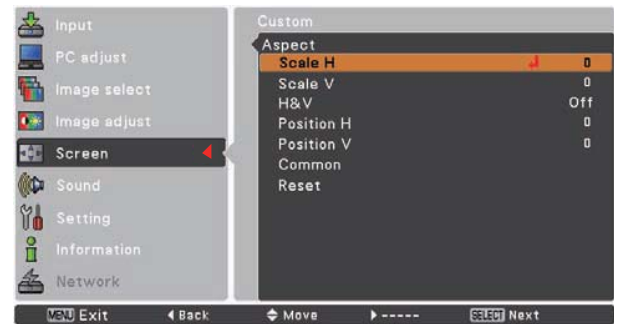 Input
PC adjust
Image select
Image adjust
Screen
Sound
Setting
Information
Network
Custom
Aspect
Scale H 0
Scale V 0
H&V Off
Position H 0
Position V 0
Common
Reset
MENU Exit Back Move ----- SELECT Next